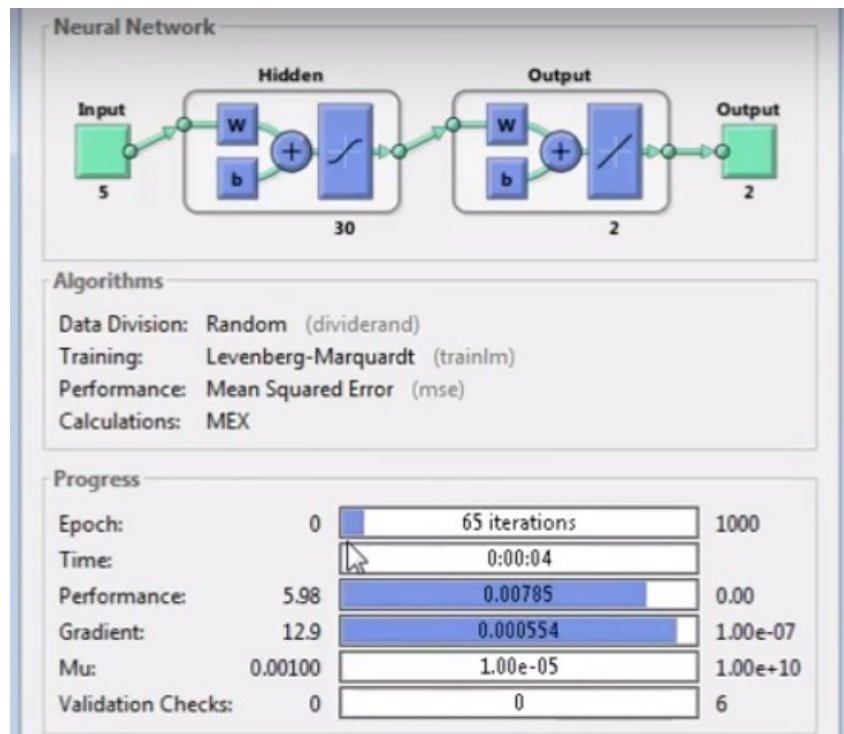 Neural Network
Hidden
Output
Input
Output
W
b
+
W
b
+
5
30
2
2
Algorithms
Data Division: Random (dividerand)
Training: Levenberg-Marquardt (trainlm)
Performance: Mean Squared Error (mse)
Calculations: MEX
Progress
Epoch: 0 65 iterations 1000
Time: 0:00:04
Performance: 5.98 0.00785 0.00
Gradient: 12.9 0.000554 1.00e-07
Mu: 0.00100 1.00e-05 1.00e+10
Validation Checks: 0 0 6